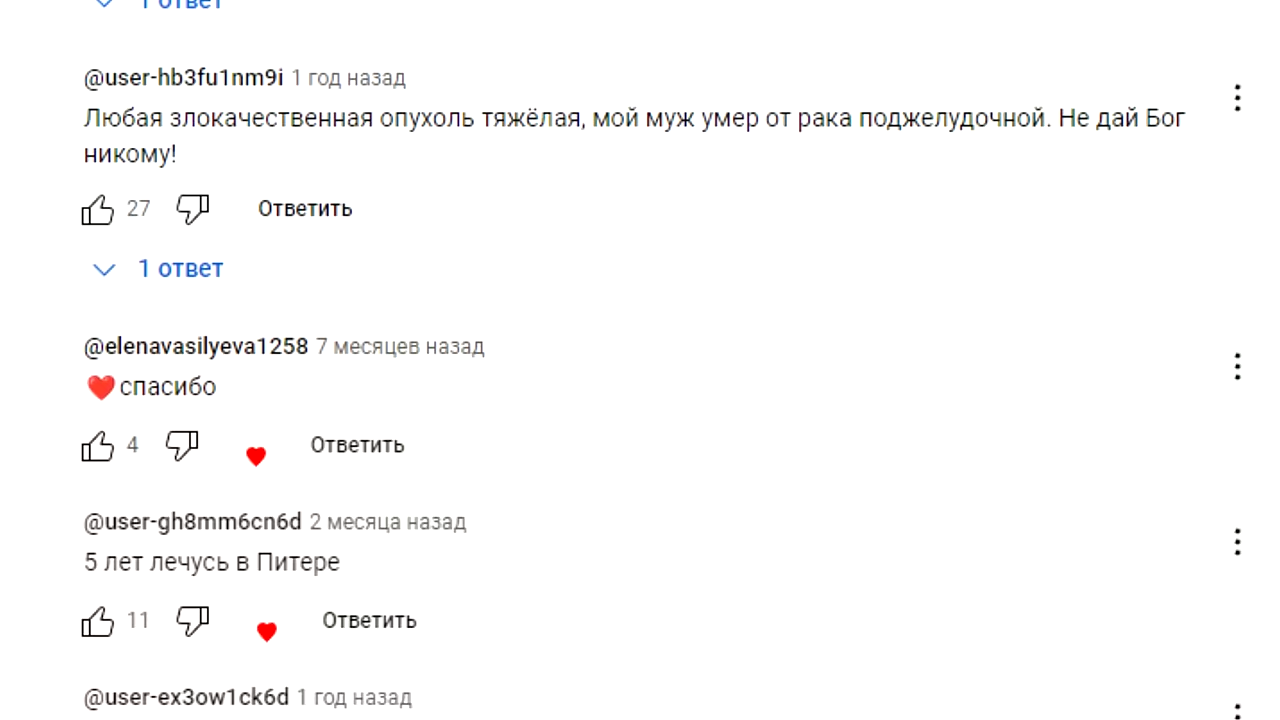 1 ответ
@user-hb3fu1nm9i 1 год назад
Любая злокачественная опухоль тяжёлая, мой муж умер от рака поджелудочной. Не дай Бог
никому!
27 Ответить
1 ответ
@elenavasilyeva1258 7 месяцев назад
❤️спасибо
4 Ответить
@user-gh8mm6cn6d 2 месяца назад
5 лет лечусь в Питере
11 Ответить
@user-ex3ow1ck6d 1 год назад